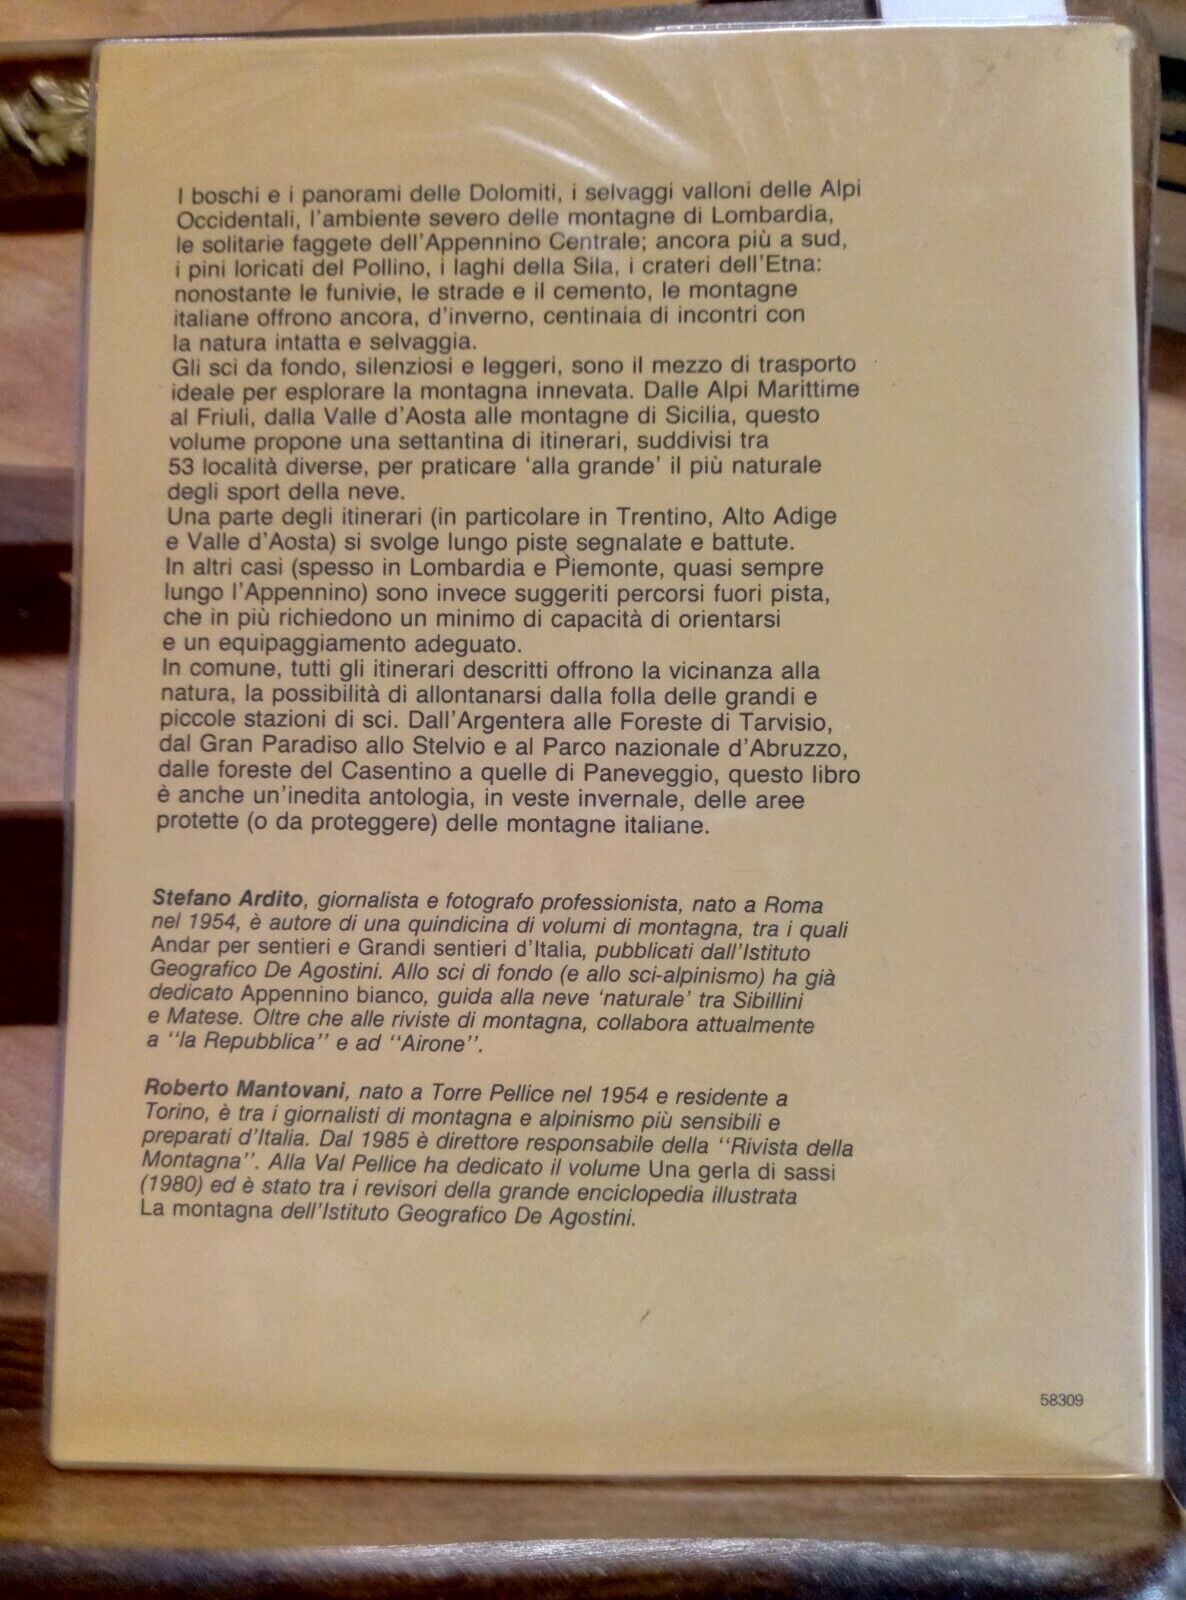 I boschi e i panorami delle Dolomiti, i selvaggi valloni delle Alpi
Occidentali, l'ambiente severo delle montagne di Lombardia,
le solitarie faggete dell'Appennino Centrale; ancora più a sud,
i pini loricati del Pollino, i laghi della Sila, i crateri dell'Etna:
nonostante le funivie, le strade e il cemento, le montagne
italiane offrono ancora, d'inverno, centinaia di incontri con
la natura intatta e selvaggia.
Gli sci da fondo, silenziosi e leggeri, sono il mezzo di trasporto
ideale per esplorare la montagna innevata. Dalle Alpi Marittime
al Friuli, dalla Valle d'Aosta alle montagne di Sicilia, questo
volume propone una settantina di itinerari, suddivisi tra
53 località diverse, per praticare 'alla grande' il più naturale
degli sport della neve.
Una parte degli itinerari (in particolare in Trentino, Alto Adige
e Valle d'Aosta) si svolge lungo piste segnalate e battute.
In altri casi (spesso in Lombardia e Piemonte, quasi sempre
lungo l'Appennino) sono invece suggeriti percorsi fuori pista,
che in più richiedono un minimo di capacità di orientarsi
e un equipaggiamento adeguato.
In comune, tutti gli itinerari descritti offrono la vicinanza alla
natura, la possibilità di allontanarsi dalla folla delle grandi e
piccole stazioni di sci. Dall'Argentera alle Foreste di Tarvisio,
dal Gran Paradiso allo Stelvio e al Parco nazionale d'Abruzzo,
dalle foreste del Casentino a quelle di Paneveggio, questo libro
è anche un'inedita antologia, in veste invernale, delle aree
protette (o da proteggere) delle montagne italiane.
Stefano Ardito, giornalista e fotografo professionista, nato a Roma
nel 1954, è autore di una quindicina di volumi di montagna, tra i quali
Andar per sentieri e Grandi sentieri d'Italia, pubblicati dall'Istituto
Geografico De Agostini. Allo sci di fondo (e allo sci-alpinismo) ha già
dedicato Appennino bianco, guida alla neve 'naturale' tra Sibillini
e Matese. Oltre che alle riviste di montagna, collabora attualmente
a "la Repubblica" e ad "Airone".
Roberto Mantovani, nato a Torre Pellice nel 1954 e residente a
Torino, è tra i giornalisti di montagna e alpinismo più sensibili e
preparati d'Italia. Dal 1985 è direttore responsabile della "Rivista della
Montagna". Alla Val Pellice ha dedicato il volume Una gerla di sassi
(1980) ed è stato tra i revisori della grande enciclopedia illustrata
La montagna dell'Istituto Geografico De Agostini.
58309